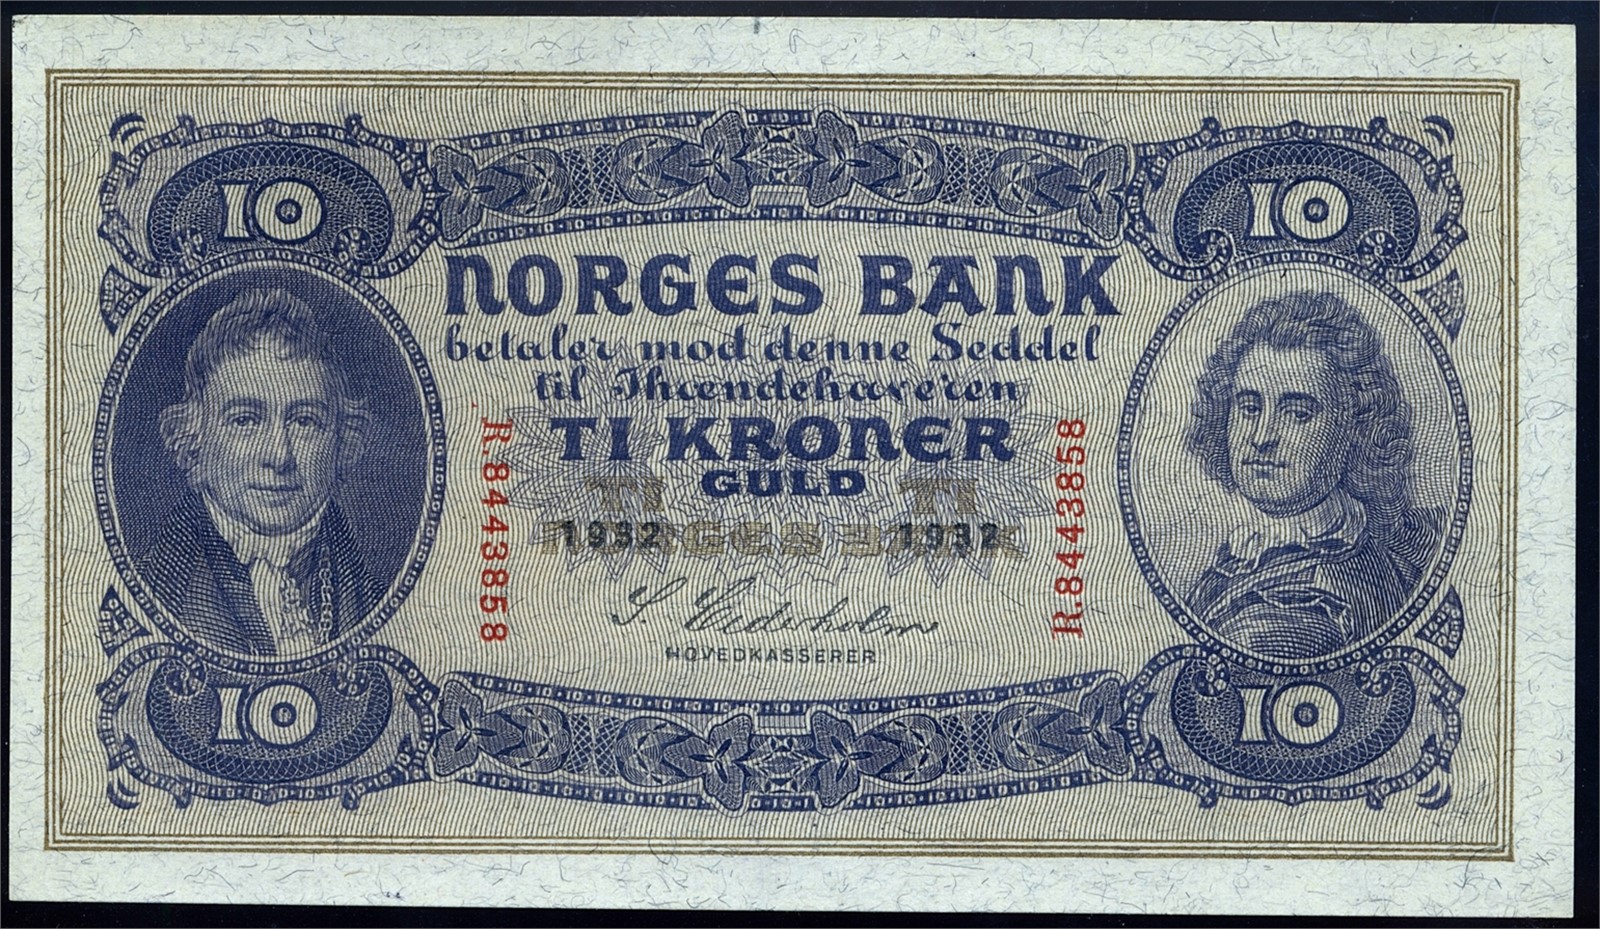 10 10
NORGES BANK
betaler mod denne Seddel
til Ihændehaveren
TI KRONER
GULD
TI TI
NORGES BANK
1932 1932
R.8443858
R.8443858
S. Cederholm
HOVEDKASSERER
10 10